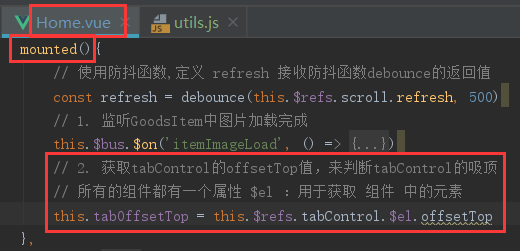 Home.vue × utils.js ×
mounted() {
// 使用防抖函数,定义 refresh 接收防抖函数debounce的返回值
const refresh = debounce(this.$refs.scroll.refresh, 500)
// 1. 监听GoodsItem中图片加载完成
this.$bus.$on('itemImageLoad', () => {...})
// 2. 获取tabControl的offsetTop值，来判断tabControl的吸顶
// 所有的组件都有一个属性 $el ：用于获取 组件 中的元素
this.tabOffsetTop = this.$refs.tabControl.$el.offsetTop
},